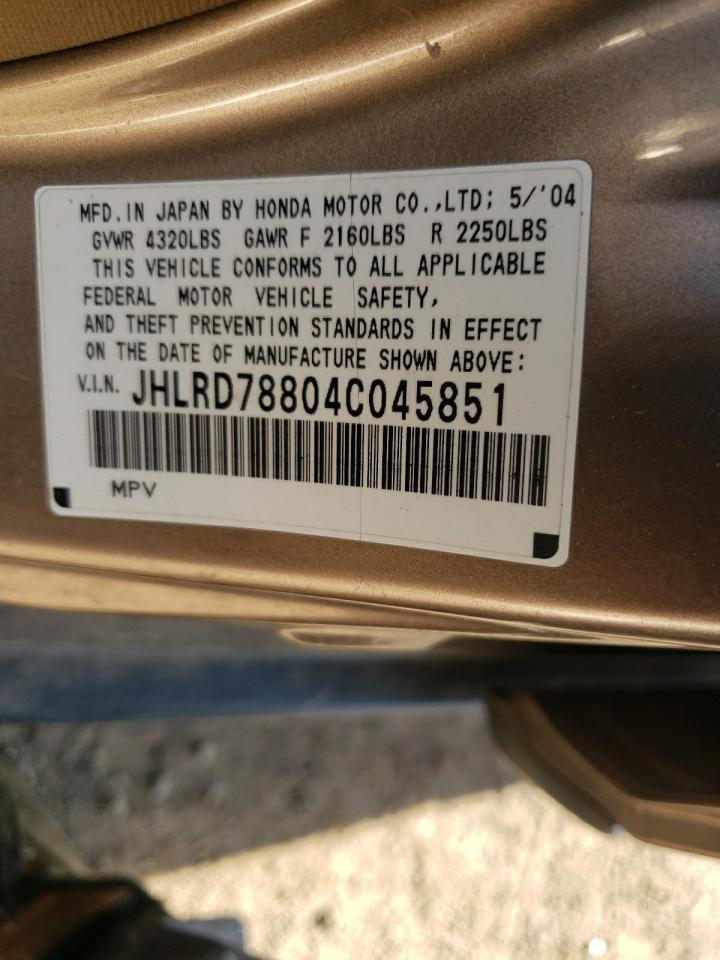 MFD. IN JAPAN BY HONDA MOTOR CO.,LTD; 5/'04
GVWR 4320LBS GAWR F 2160LBS R 2250LBS
THIS VEHICLE CONFORMS TO ALL APPLICABLE
FEDERAL MOTOR VEHICLE SAFETY,
AND THEFT PREVENTION STANDARDS IN EFFECT
ON THE DATE OF MANUFACTURE SHOWN ABOVE:
V.I.N. JHLRD78804C045851
MPV